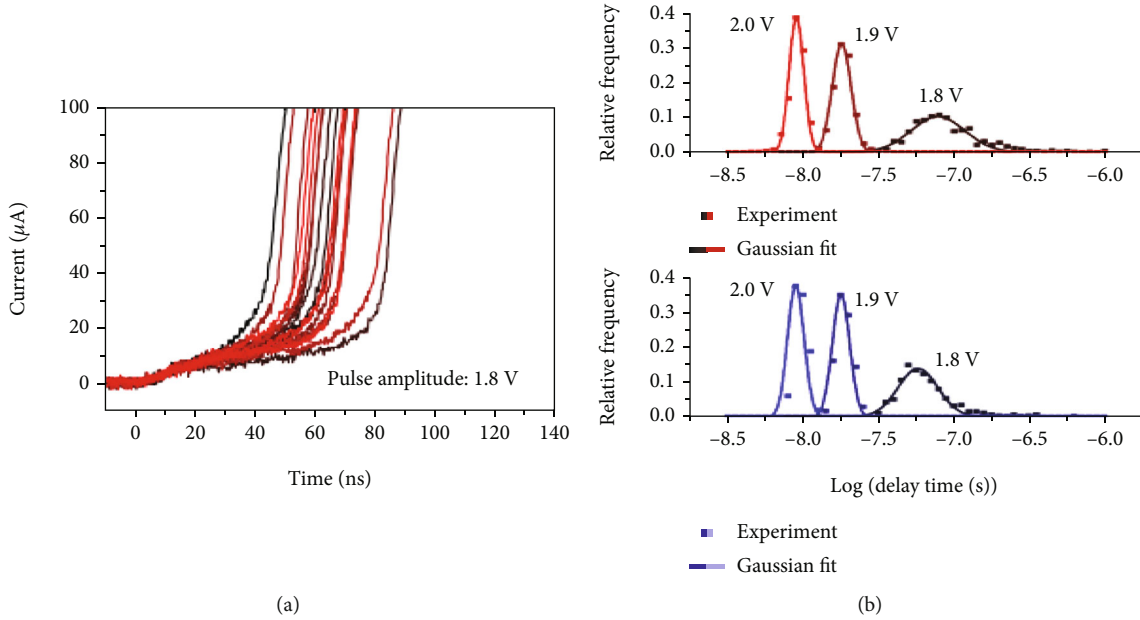 100
80
60
40
20
0
Current (μA)
Pulse amplitude: 1.8 V
0 20 40 60 80 100 120 140
Time (ns)
(a)
0.4
0.3
0.2
0.1
0.0
Relative frequency
2.0 V
1.9 V
1.8 V
−8.5 −8.0 −7.5 −7.0 −6.5 −6.0
Experiment
Gaussian fit
0.4
0.3
0.2
0.1
0.0
Relative frequency
2.0 V
1.9 V
1.8 V
−8.5 −8.0 −7.5 −7.0 −6.5 −6.0
Log (delay time (s))
Experiment
Gaussian fit
(b)